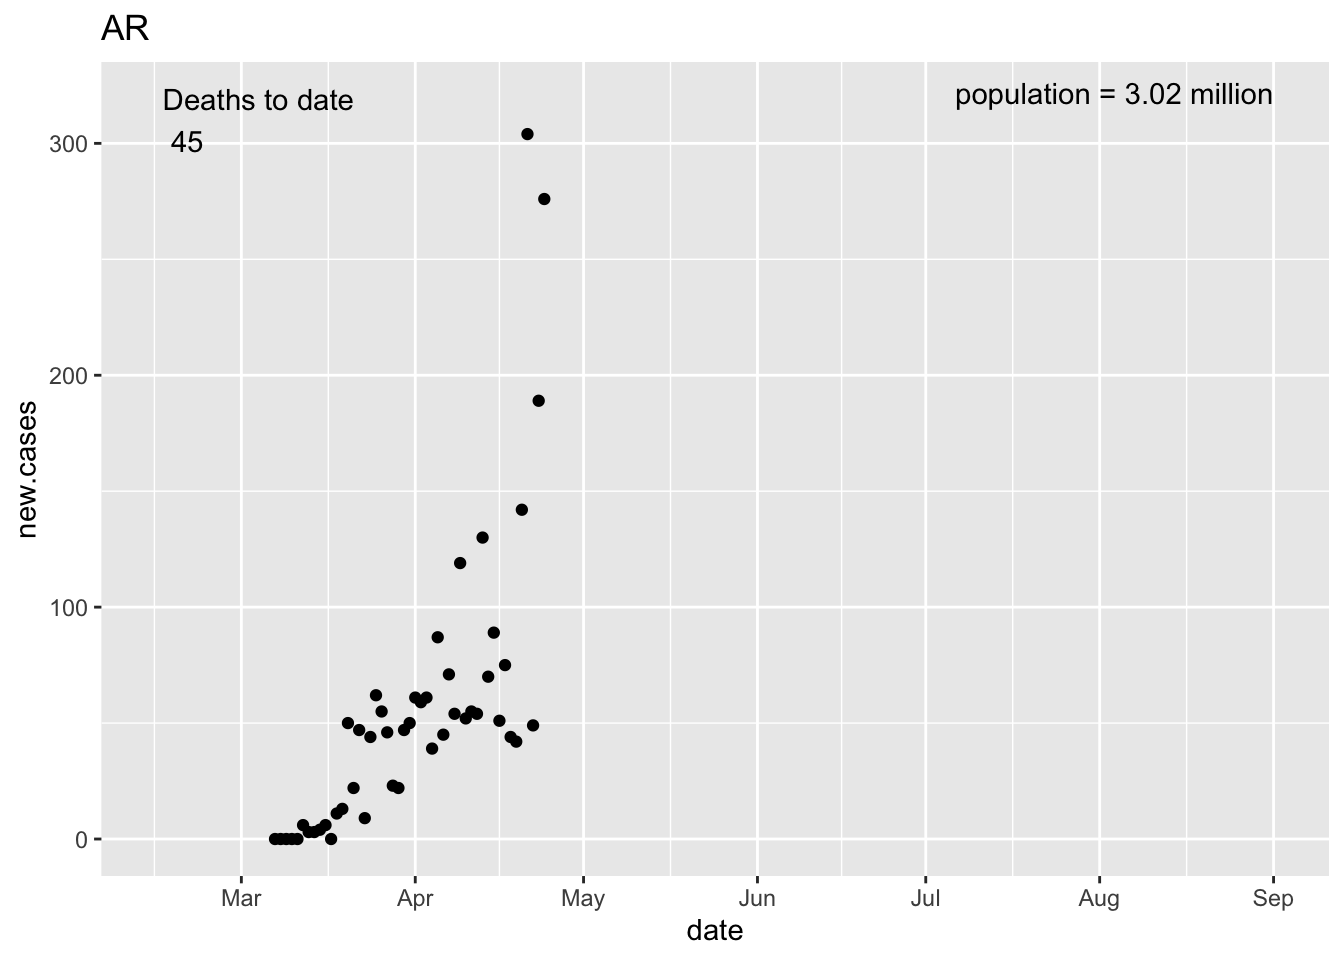 AR
Deaths to date
45
population = 3.02 million
new.cases
300
200
100
0
Mar Apr May Jun Jul Aug Sep
date